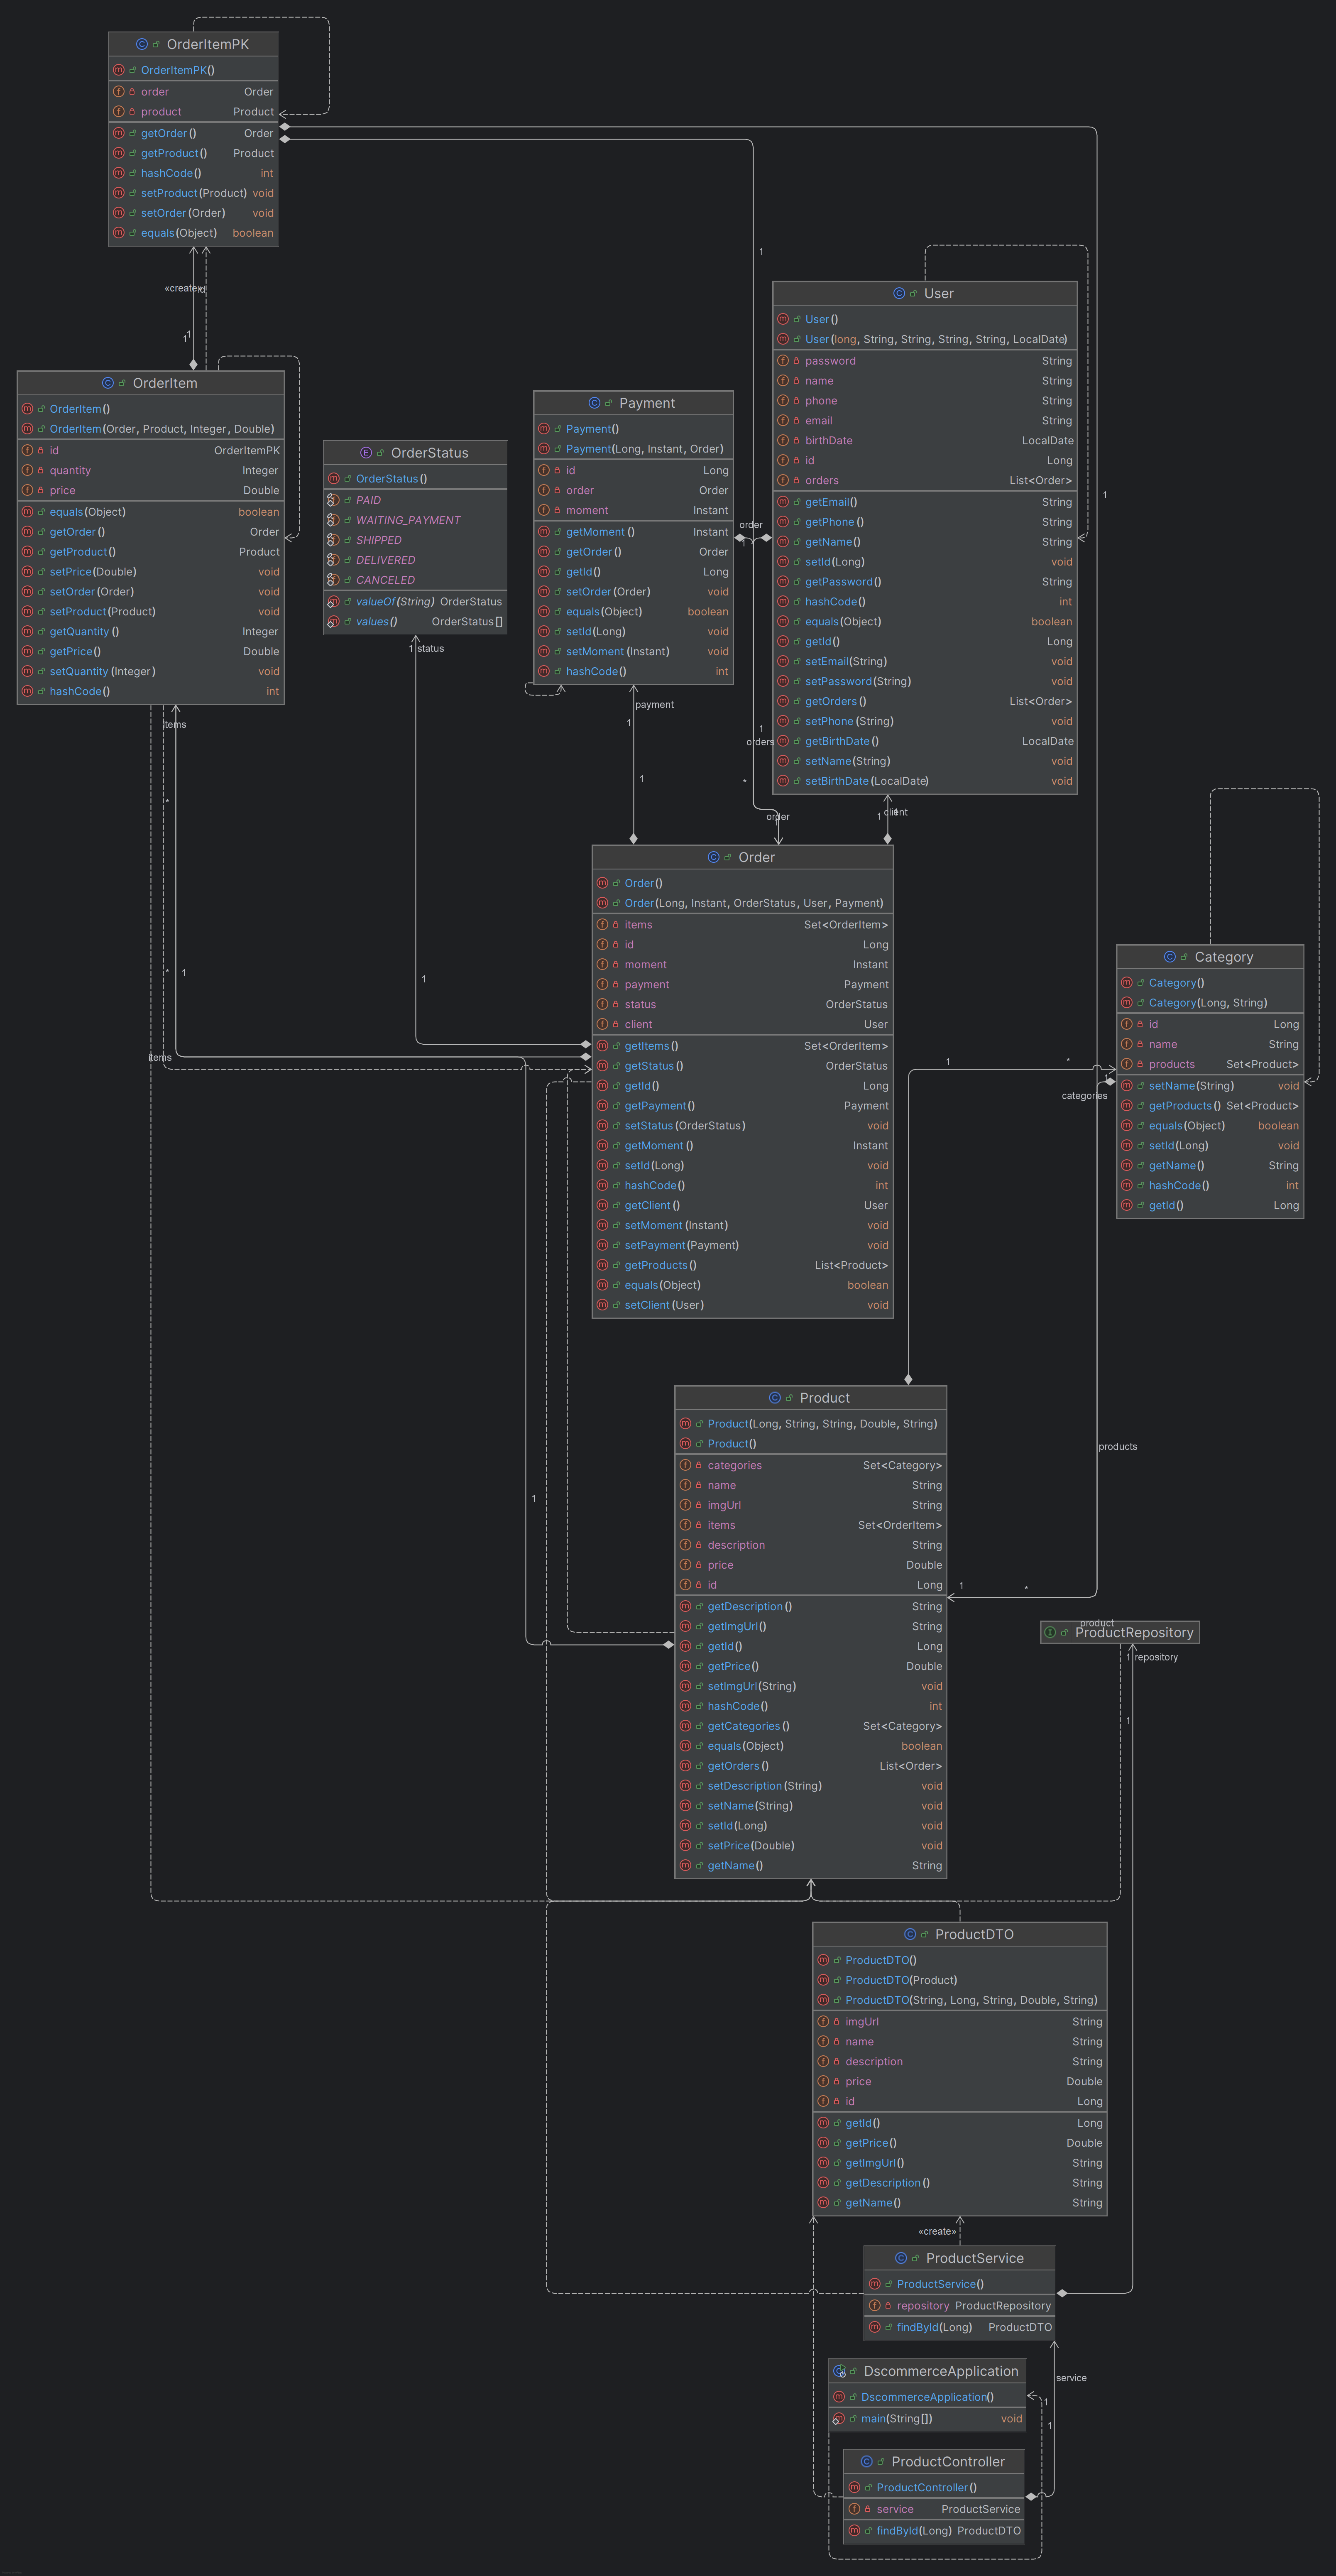 OrderItemPK
OrderItemPK()
order Order
product Product
getOrder() Order
getProduct() Product
hashCode() int
setProduct(Product) void
setOrder(Order) void
equals(Object) boolean
1
«create»
1
1
User
User()
User(long, String, String, String, String, LocalDate)
password String
name String
phone String
email String
birthDate LocalDate
id Long
orders List<Order>
getEmail() String
getPhone() String
getName() String
setId(Long) void
getPassword() String
hashCode() int
equals(Object) boolean
getId() Long
setEmail(String) void
setPassword(String) void
getOrders() List<Order>
setPhone(String) void
getBirthDate() LocalDate
setName(String) void
setBirthDate(LocalDate) void
1
OrderItem
OrderItem()
OrderItem(Order, Product, Integer, Double)
id OrderItemPK
quantity Integer
price Double
equals(Object) boolean
getOrder() Order
getProduct() Product
setPrice(Double) void
setOrder(Order) void
setProduct(Product) void
getQuantity() Integer
getPrice() Double
setQuantity(Integer) void
hashCode() int
OrderStatus
OrderStatus()
PAID
WAITING_PAYMENT
SHIPPED
DELIVERED
CANCELED
valueOf(String) OrderStatus
values() OrderStatus[]
1 status
Payment
Payment()
Payment(Long, Instant, Order)
id Long
order Order
moment Instant
getMoment() Instant
getOrder() Order
getId() Long
setOrder(Order) void
equals(Object) boolean
setId(Long) void
setMoment(Instant) void
hashCode() int
order
1
payment
1
1
orders
1
*
items
*
order
1
client
Order
Order()
Order(Long, Instant, OrderStatus, User, Payment)
items Set<OrderItem>
id Long
moment Instant
payment Payment
status OrderStatus
client User
getItems() Set<OrderItem>
getStatus() OrderStatus
getId() Long
getPayment() Payment
setStatus(OrderStatus) void
getMoment() Instant
setId(Long) void
hashCode() int
getClient() User
setMoment(Instant) void
setPayment(Payment) void
getProducts() List<Product>
equals(Object) boolean
setClient(User) void
*
1
1
items
Category
Category()
Category(Long, String)
id Long
name String
products Set<Product>
setName(String) void
getProducts() Set<Product>
equals(Object) boolean
setId(Long) void
getName() String
hashCode() int
getId() Long
1
*
1
categories
Product
Product(Long, String, String, Double, String)
Product()
categories Set<Category>
name String
imgUrl String
items Set<OrderItem>
description String
price Double
id Long
getDescription() String
getImgUrl() String
getId() Long
getPrice() Double
setImgUrl(String) void
hashCode() int
getCategories() Set<Category>
equals(Object) boolean
getOrders() List<Order>
setDescription(String) void
setName(String) void
setId(Long) void
setPrice(Double) void
getName() String
products
1
1
*
product
ProductRepository
1 repository
1
ProductDTO
ProductDTO()
ProductDTO(Product)
ProductDTO(String, Long, String, Double, String)
imgUrl String
name String
description String
price Double
id Long
getId() Long
getPrice() Double
getImgUrl() String
getDescription() String
getName() String
«create»
ProductService
ProductService()
repository ProductRepository
findById(Long) ProductDTO
DscommerceApplication
DscommerceApplication()
main(String[]) void
service
1
1
ProductController
ProductController()
service ProductService
findById(Long) ProductDTO